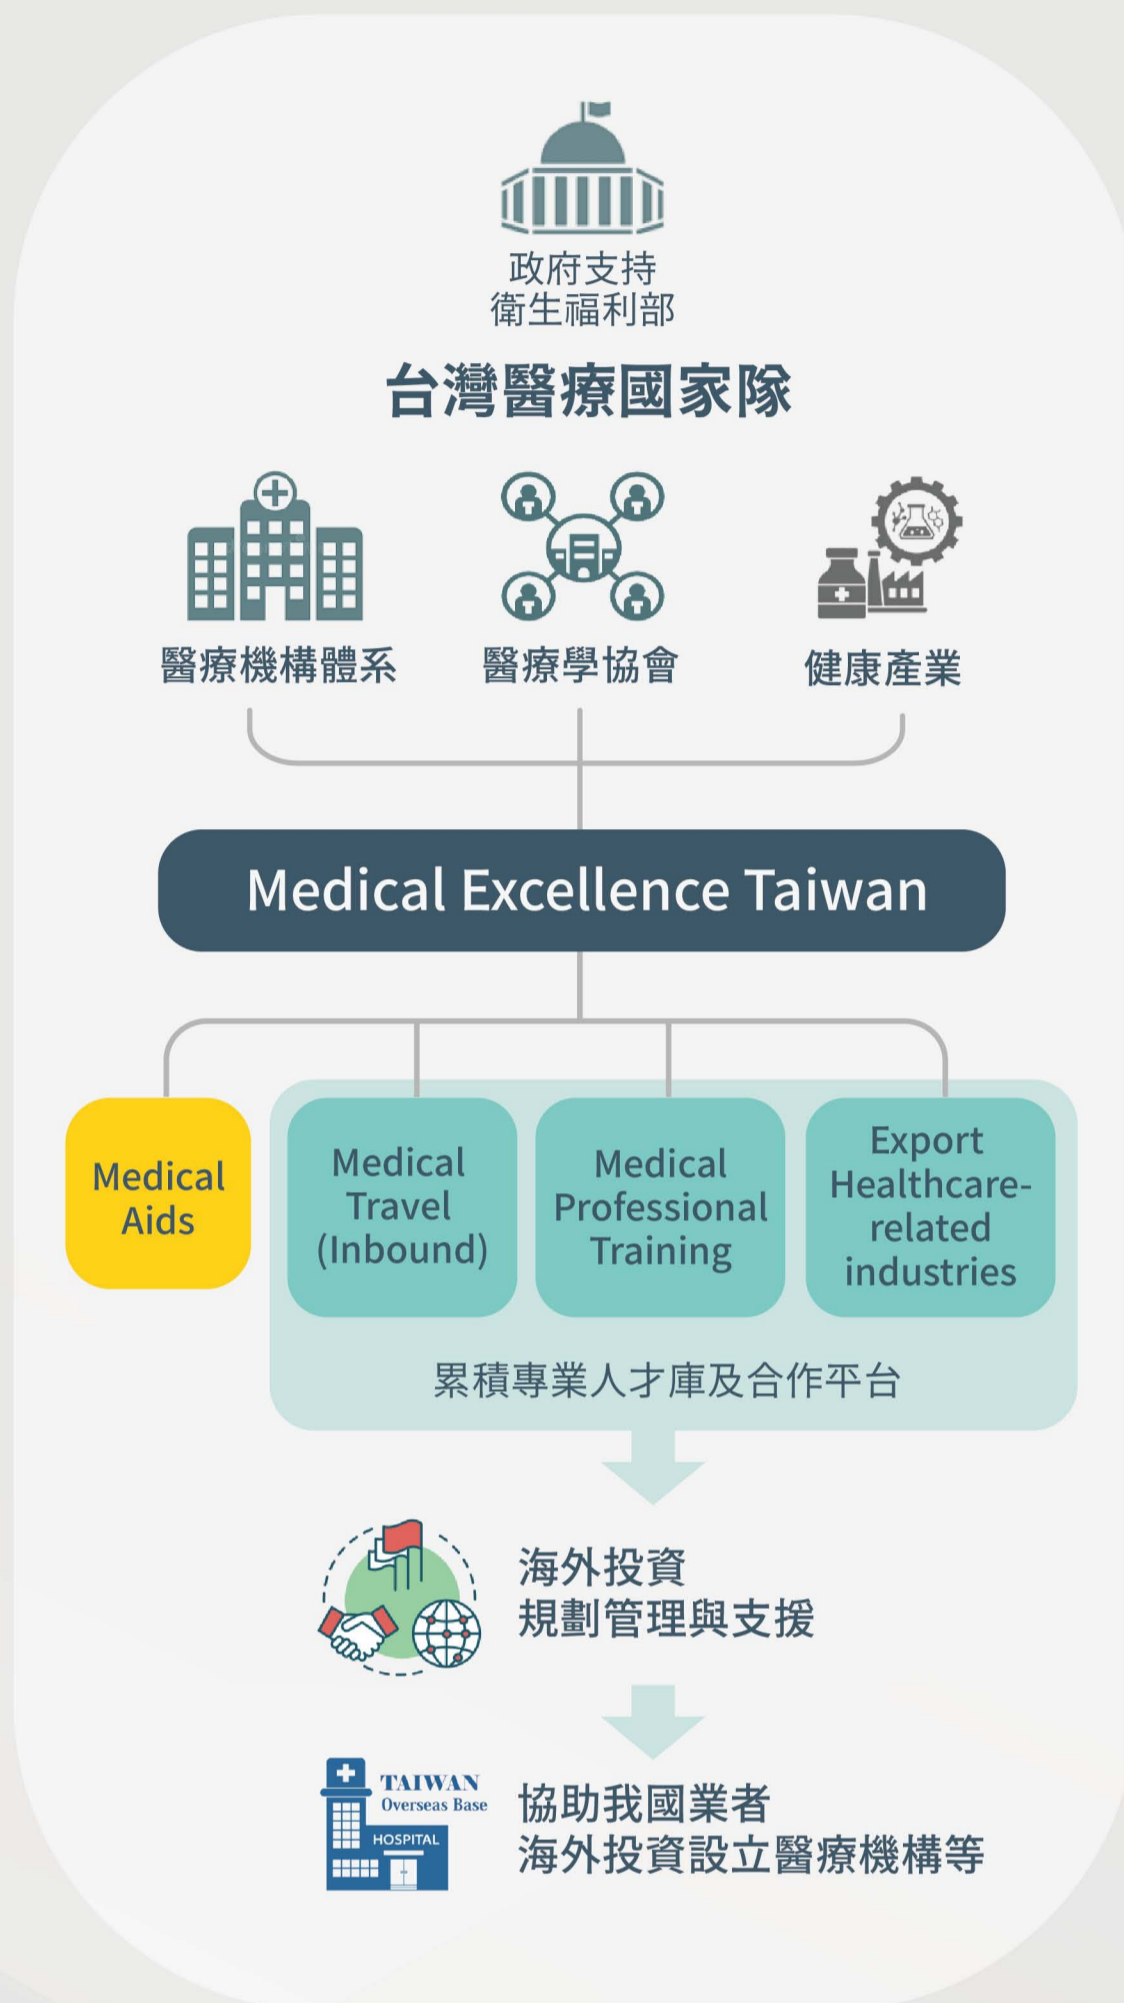 政府支持
衛生福利部
台灣醫療國家隊
醫療機構體系
醫療學協會
健康產業
Medical Excellence Taiwan
Medical
Aids
Medical
Travel
(Inbound)
Medical
Professional
Training
Export
Healthcare-
related
industries
累積專業人才庫及合作平台
海外投資
規劃管理與支援
TAIWAN
Overseas Base
HOSPITAL
協助我國業者
海外投資設立醫療機構等